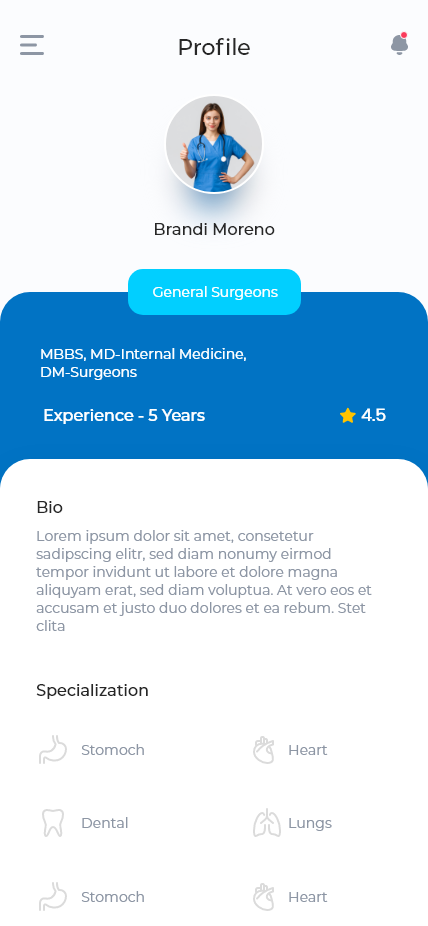 Profile
Brandi Moreno
General Surgeons
MBBS, MD-Internal Medicine,
DM-Surgeons
Experience - 5 Years
4.5
Bio
Lorem ipsum dolor sit amet, consetetur
sadipscing elitr, sed diam nonumy eirmod
tempor invidunt ut labore et dolore magna
aliquyam erat, sed diam voluptua. At vero eos et
accusam et justo duo dolores et ea rebum. Stet
clita
Specialization
Stomoch
Heart
Dental
Lungs
Stomoch
Heart